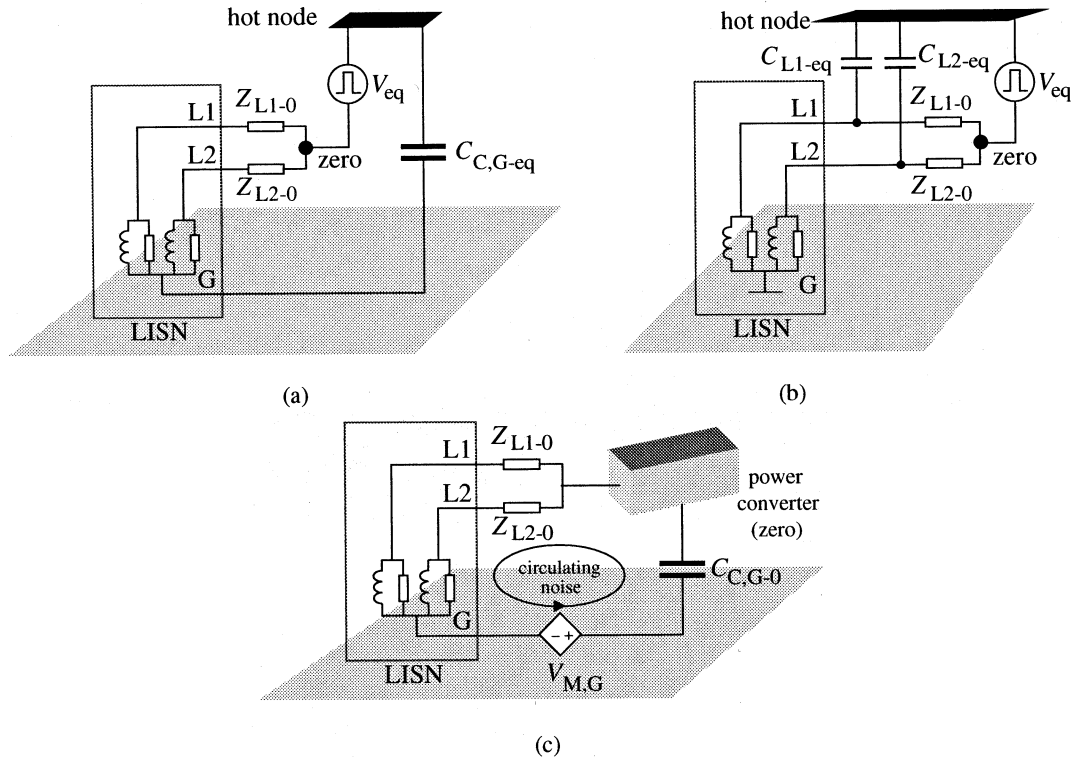 hot node
V_eq
L1
Z_L1-0
zero
L2
Z_L2-0
C_C,G-eq
G
LISN
(a)
hot node
C_L1-eq
C_L2-eq
V_eq
L1
Z_L1-0
zero
L2
Z_L2-0
G
LISN
(b)
L1
Z_L1-0
L2
Z_L2-0
power
converter
(zero)
circulating
noise
C_C,G-0
G
- +
LISN
V_M,G
(c)